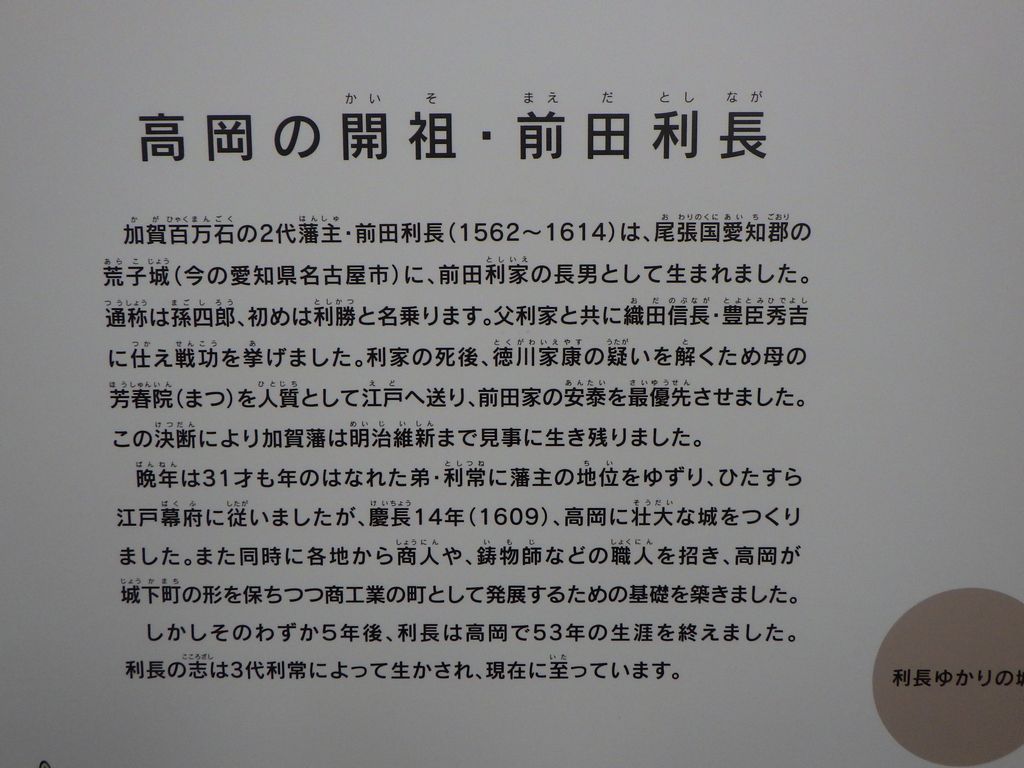 高岡の開祖・前田利長
加賀百万石の2代藩主・前田利長(1562～1614)は、尾張国愛知郡の
荒子城(今の愛知県名古屋市)に、前田利家の長男として生まれました。
通称は孫四郎、初めは利勝と名乗ります。父利家と共に織田信長・豊臣秀吉
に仕え戦功を挙げました。利家の死後、徳川家康の疑いを解くため母の
芳春院(まつ)を人質として江戸へ送り、前田家の安泰を最優先させました。
この決断により加賀藩は明治維新まで見事に生き残りました。
晩年は31才も年のはなれた弟・利常に藩主の地位をゆずり、ひたすら
江戸幕府に従いましたが、慶長14年(1609)、高岡に壮大な城をつくり
ました。また同時に各地から商人や、鋳物師などの職人を招き、高岡が
城下町の形を保ちつつ商工業の町として発展するための基礎を築きました。
しかしそのわずか5年後、利長は高岡で53年の生涯を終えました。
利長の志は3代利常によって生かされ、現在に至っています。
利長ゆかりの